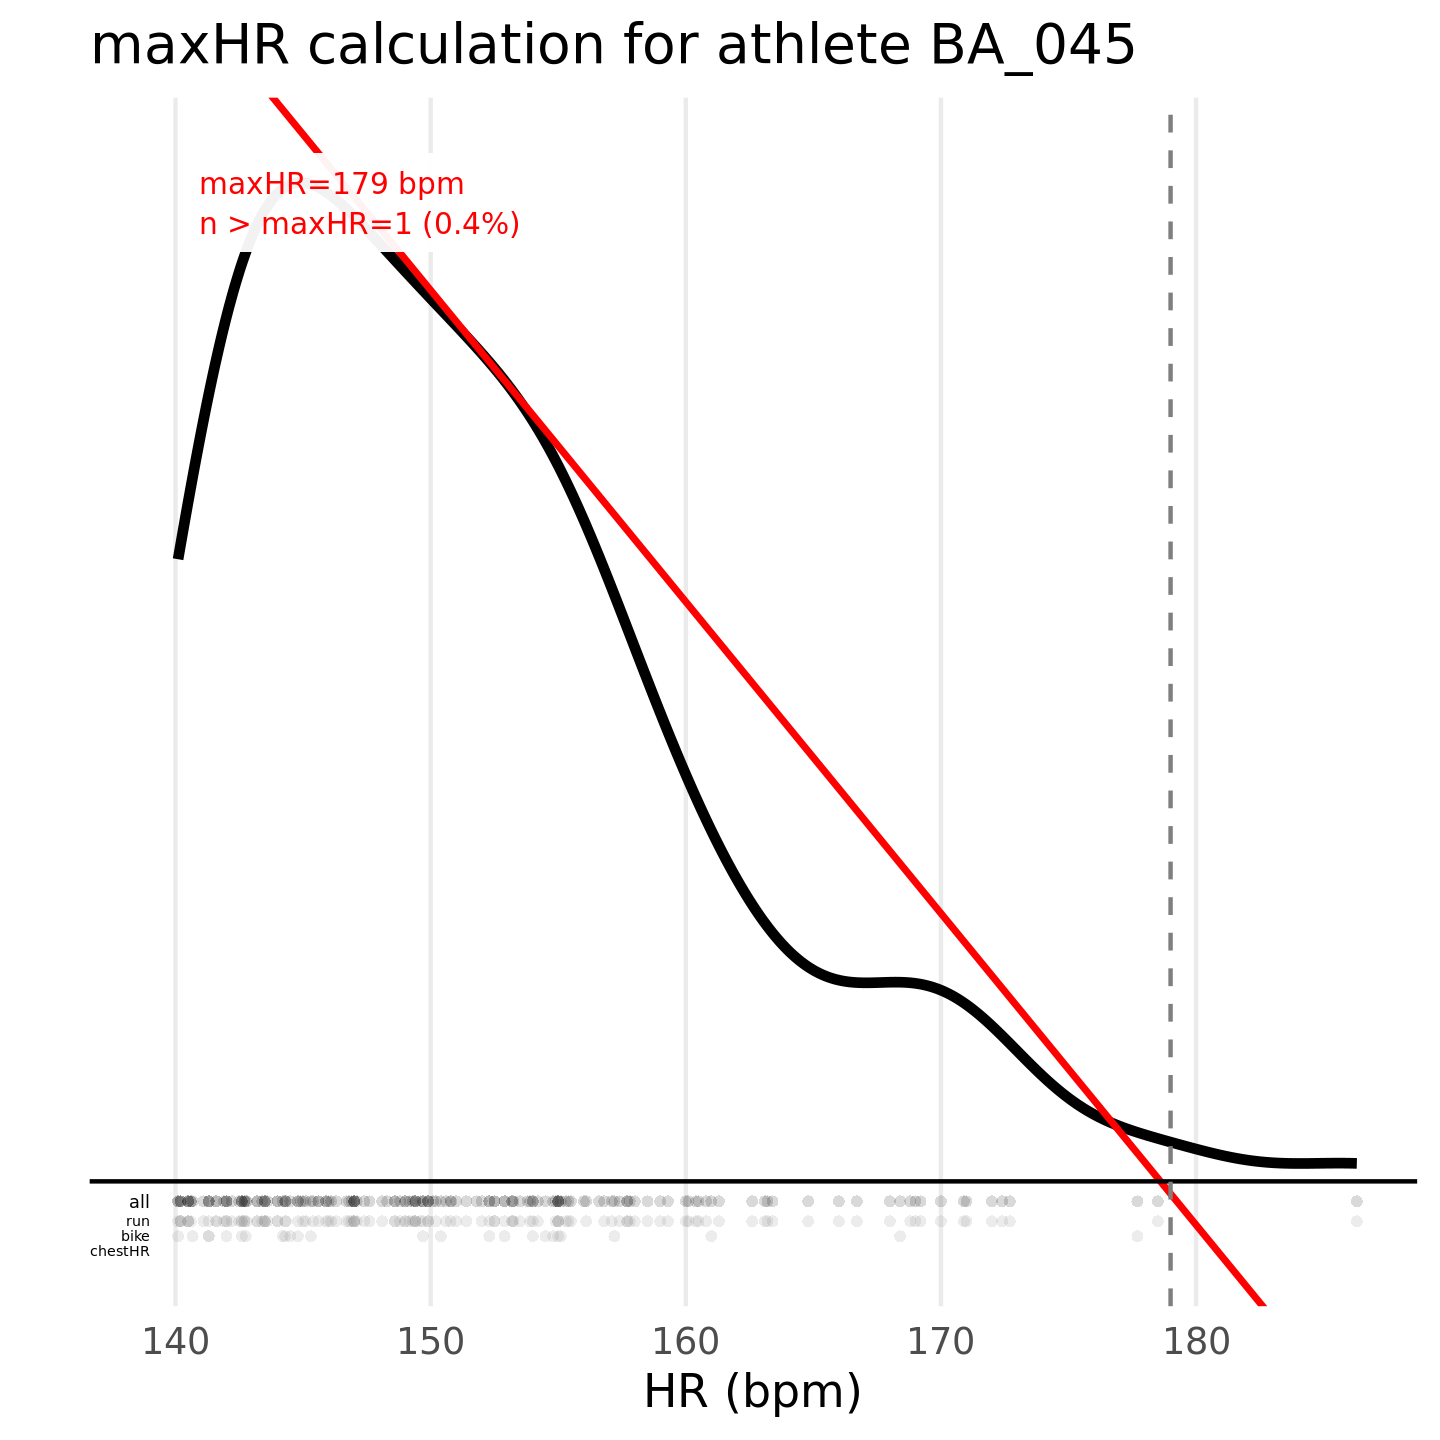 maxHR calculation for athlete BA_045
maxHR=179 bpm
n > maxHR=1 (0.4%)
all
run
bike
chestHR
140 150 160 170 180
HR (bpm)